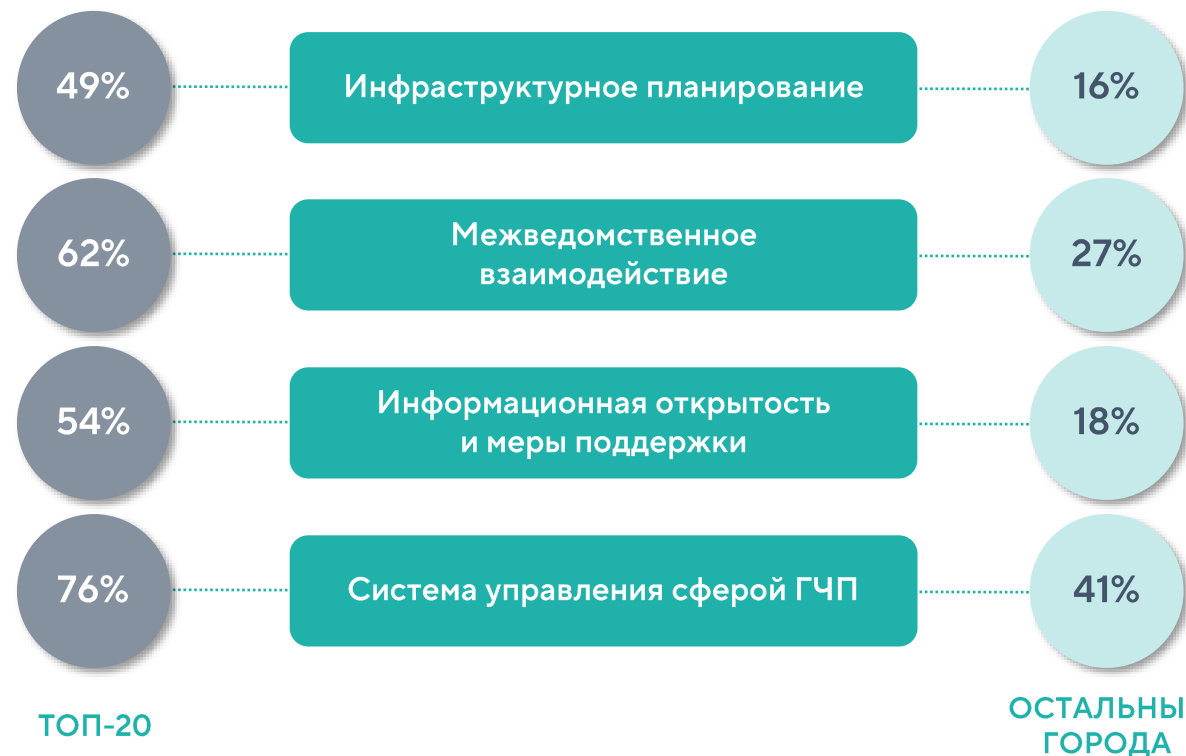 49%
Инфраструктурное планирование
16%
62%
Межведомственное
взаимодействие
27%
54%
Информационная открытость
и меры поддержки
18%
76%
Система управления сферой ГЧП
41%
ТОП-20
ОСТАЛЬНЫ
ГОРОДА